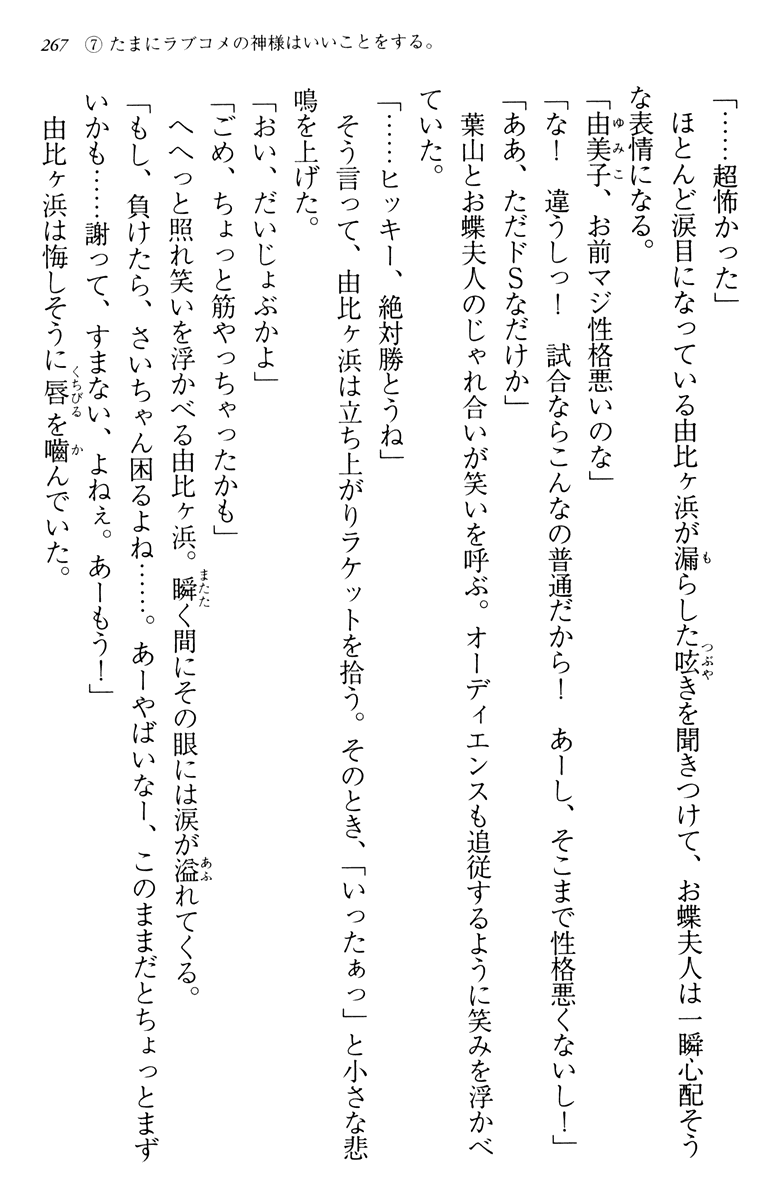 267　⑦ たまにラブコメの神様はいいことをする。
「……超怖かった」
　ほとんど涙目になっている由比ヶ浜が漏らした呟きを聞きつけて、お蝶夫人は一瞬心配そう
な表情になる。
「由美子、お前マジ性格悪いのな」
「な！　違うしっ！　試合ならこんなの普通だから！　あーし、そこまで性格悪くないし！」
「ああ、ただドSなだけか」
　葉山とお蝶夫人のじゃれ合いが笑いを呼ぶ。オーディエンスも追従するように笑みを浮かべ
ていた。
「……ヒッキー、絶対勝とうね」
　そう言って、由比ヶ浜は立ち上がりラケットを拾う。そのとき、「いったぁっ」と小さな悲
鳴を上げた。
「おい、だいじょぶかよ」
「ごめ、ちょっと筋やっちゃったかも」
　へへっと照れ笑いを浮かべる由比ヶ浜。瞬く間にその眼には涙が溢れてくる。
「もし、負けたら、さいちゃん困るよね……。あーやばいなー、このままだとちょっとまず
いかも……謝って、すまない、よねぇ。あーもう！」
　由比ヶ浜は悔しそうに唇を嚙んでいた。